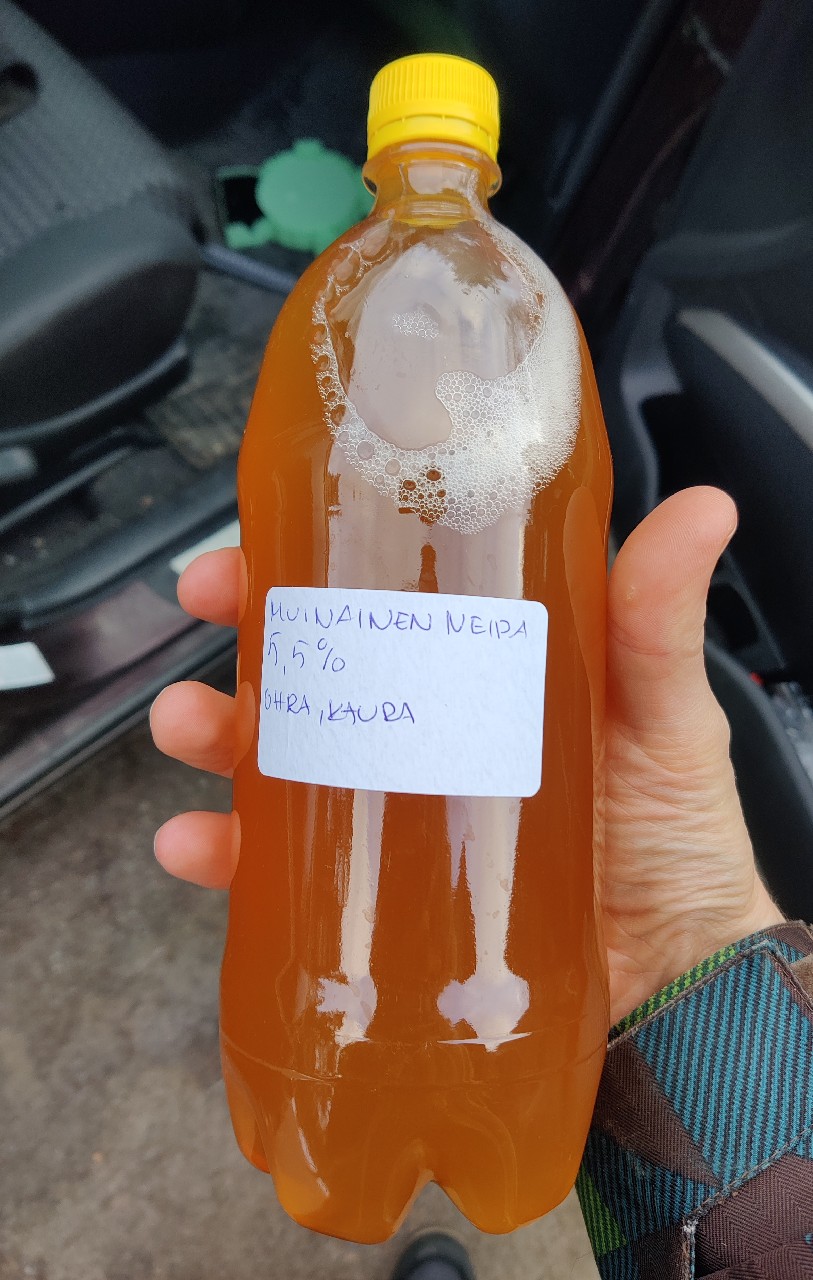 MUINAINEN NEIPA
5,5%
OHRA, KAURA